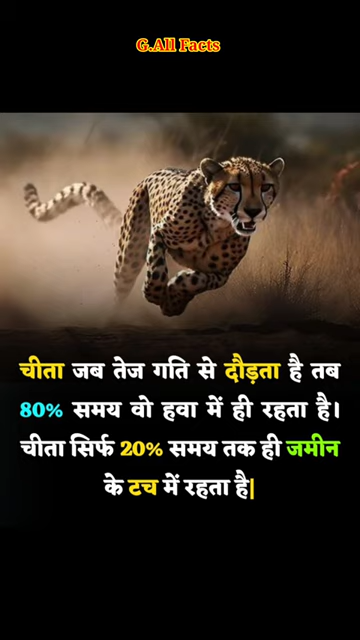 G.All Facts
चीता जब तेज गति से दौड़ता है तब
80% समय वो हवा में ही रहता है।
चीता सिर्फ 20% समय तक ही जमीन
के टच में रहता है|